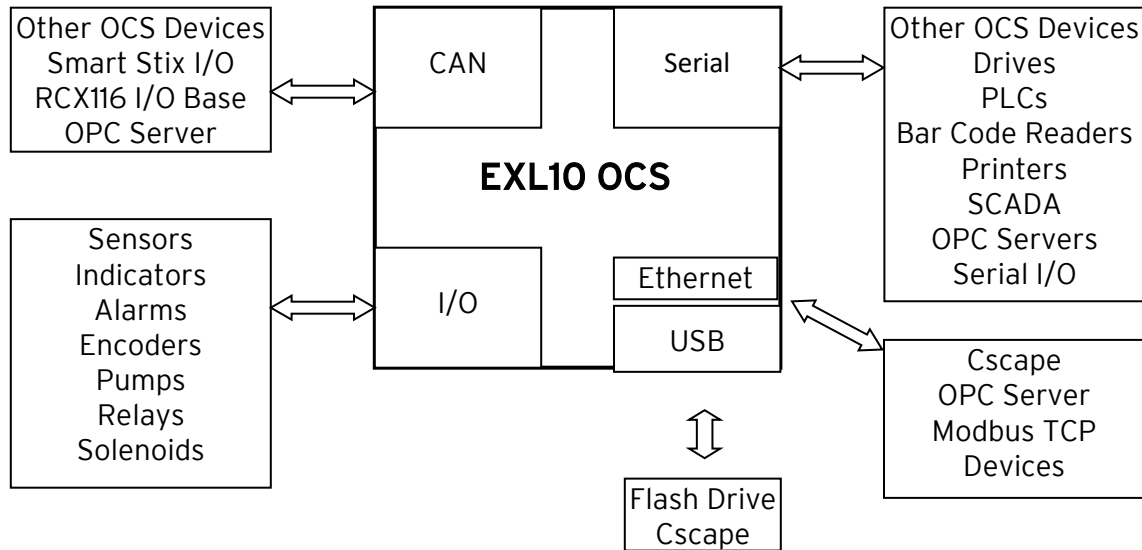 Other OCS Devices
Smart Stix I/O
RCX116 I/O Base
OPC Server
CAN
Serial
Other OCS Devices
Drives
PLCs
Bar Code Readers
Printers
SCADA
OPC Servers
Serial I/O
EXL10 OCS
Sensors
Indicators
Alarms
Encoders
Pumps
Relays
Solenoids
I/O
Ethernet
USB
Cscape
OPC Server
Modbus TCP
Devices
Flash Drive
Cscape